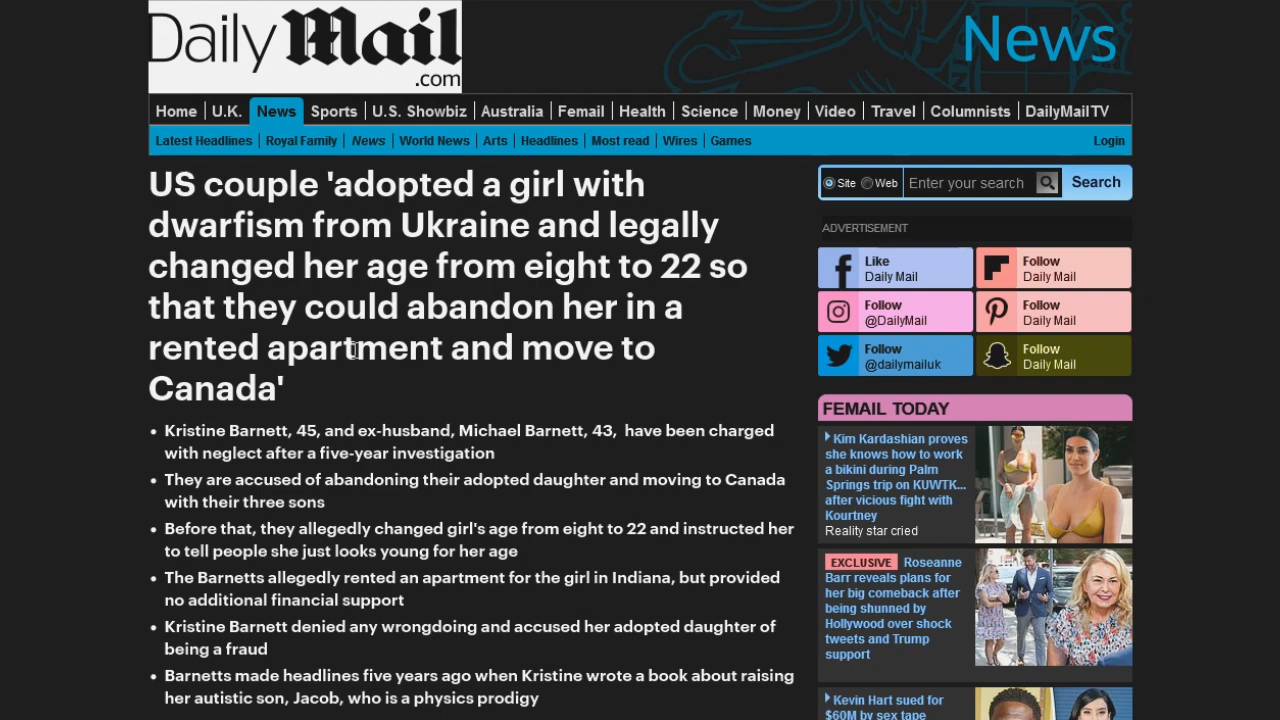 Daily Mail
.com
News
Home U.K. News Sports U.S. Showbiz Australia Femail Health Science Money Video Travel Columnists DailyMailTV
Latest Headlines Royal Family News World News Arts Headlines Most read Wires Games Login
US couple 'adopted a girl with
dwarfism from Ukraine and legally
changed her age from eight to 22 so
that they could abandon her in a
rented apartment and move to
Canada'
• Kristine Barnett, 45, and ex-husband, Michael Barnett, 43, have been charged
with neglect after a five-year investigation
• They are accused of abandoning their adopted daughter and moving to Canada
with their three sons
• Before that, they allegedly changed girl's age from eight to 22 and instructed her
to tell people she just looks young for her age
• The Barnetts allegedly rented an apartment for the girl in Indiana, but provided
no additional financial support
• Kristine Barnett denied any wrongdoing and accused her adopted daughter of
being a fraud
• Barnetts made headlines five years ago when Kristine wrote a book about raising
her autistic son, Jacob, who is a physics prodigy
Site Web Enter your search Search
ADVERTISEMENT
Like
Daily Mail
Follow
Daily Mail
Follow
@DailyMail
Follow
Daily Mail
Follow
@dailymailuk
Follow
Daily Mail
FEMAIL TODAY
Kim Kardashian proves
she knows how to work
a bikini during Palm
Springs trip on KUWTK...
after vicious fight with
Kourtney
Reality star cried
EXCLUSIVE Roseanne
Barr reveals plans for
her big comeback after
being shunned by
Hollywood over shock
tweets and Trump
support
Kevin Hart sued for
$60M by sex tape